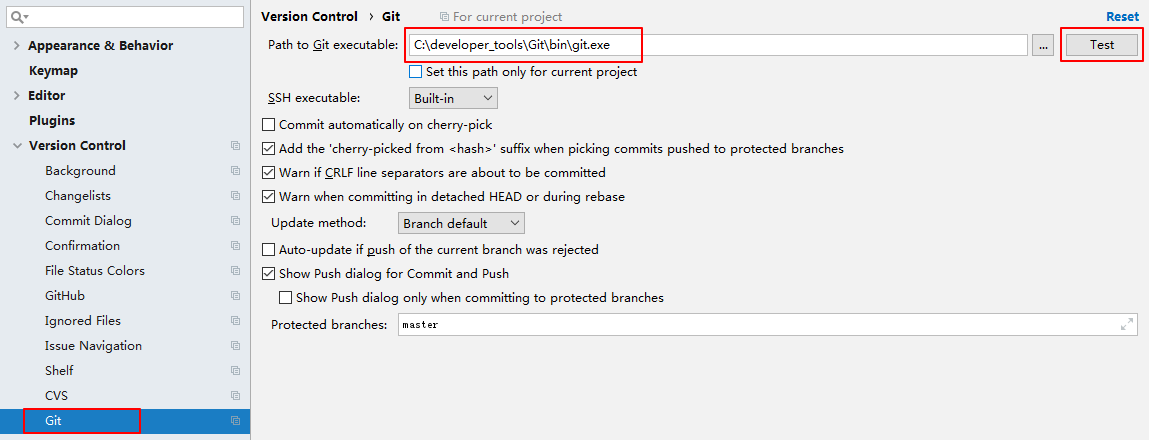 Appearance & Behavior
Keymap
Editor
Plugins
Version Control
Background
Changelists
Commit Dialog
Confirmation
File Status Colors
GitHub
Ignored Files
Issue Navigation
Shelf
CVS
Git
Version Control › Git For current project Reset
Path to Git executable: C:\developer_tools\Git\bin\git.exe ... Test
Set this path only for current project
SSH executable: Built-in
Commit automatically on cherry-pick
Add the 'cherry-picked from <hash>' suffix when picking commits pushed to protected branches
Warn if CRLF line separators are about to be committed
Warn when committing in detached HEAD or during rebase
Update method: Branch default
Auto-update if push of the current branch was rejected
Show Push dialog for Commit and Push
Show Push dialog only when committing to protected branches
Protected branches: master